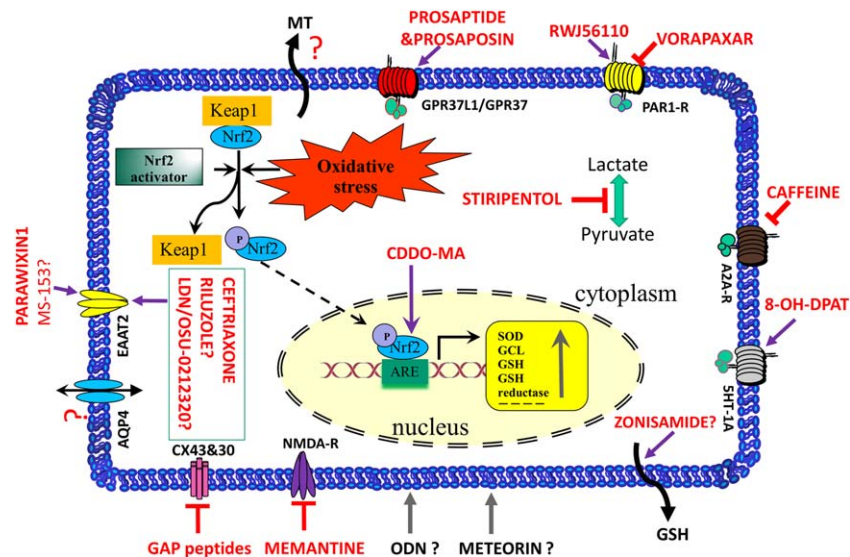 MT
?
PROSAPTIDE
&PROSAPOSIN
RWJ56110
VORAPAXAR
GPR37L1/GPR37
PAR1-R
Keap1
Nrf2
Nrf2
activator
Oxidative
stress
Lactate
STIRIPENTOL
Pyruvate
CAFFEINE
A2A-R
Keap1
P
Nrf2
CDDO-MA
cytoplasm
PARAWIXIN1
MS-153?
EAAT2
CEFTRIAXONE
RILUZOLE?
LDN/OSU-0212320?
P
Nrf2
ARE
SOD
GCL
GSH
GSH
reductase
nucleus
8-OH-DPAT
5HT-1A
?
AQP4
ZONISAMIDE?
CX43&30
NMDA-R
GAP peptides
MEMANTINE
ODN ?
METEORIN ?
GSH